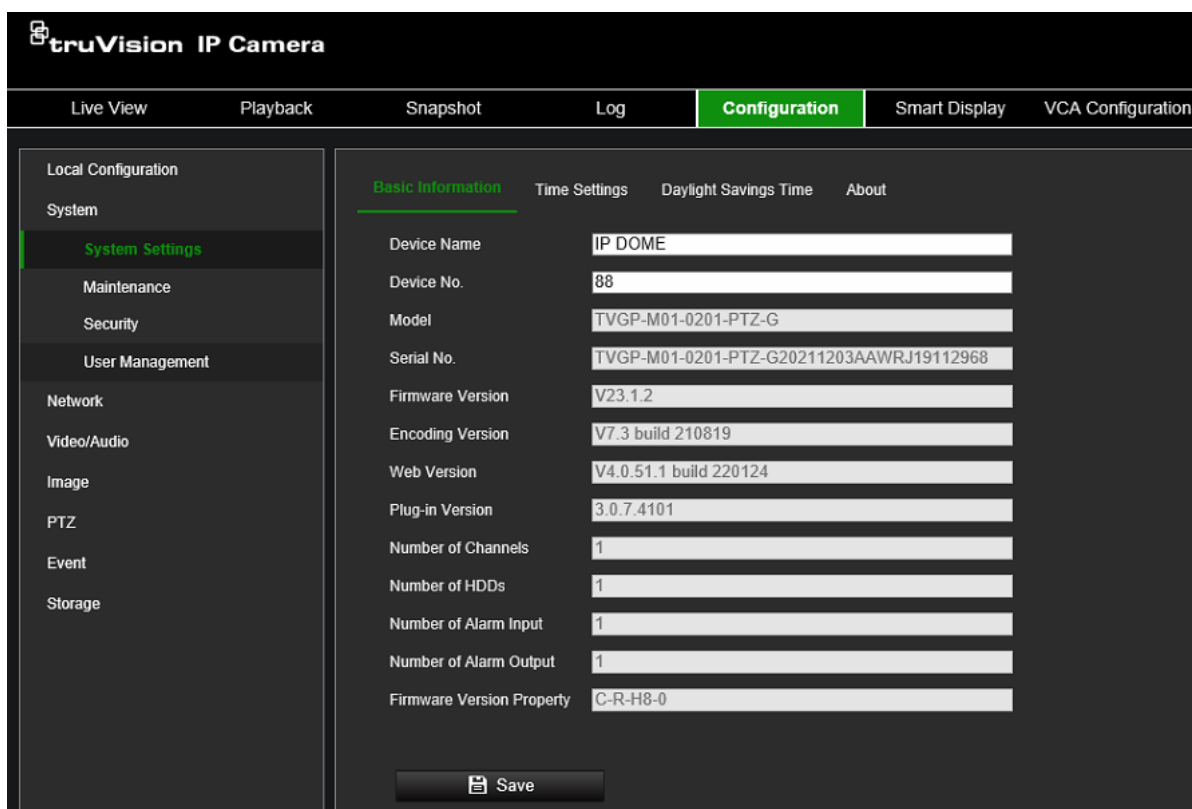 truVision IP Camera
Live View Playback Snapshot Log Configuration Smart Display VCA Configuration
Local Configuration
System
System Settings
Maintenance
Security
User Management
Network
Video/Audio
Image
PTZ
Event
Storage
Basic Information Time Settings Daylight Savings Time About
Device Name IP DOME
Device No. 88
Model TVGP-M01-0201-PTZ-G
Serial No. TVGP-M01-0201-PTZ-G20211203AAWRJ19112968
Firmware Version V23.1.2
Encoding Version V7.3 build 210819
Web Version V4.0.51.1 build 220124
Plug-in Version 3.0.7.4101
Number of Channels 1
Number of HDDs 1
Number of Alarm Input 1
Number of Alarm Output 1
Firmware Version Property C-R-H8-0
Save